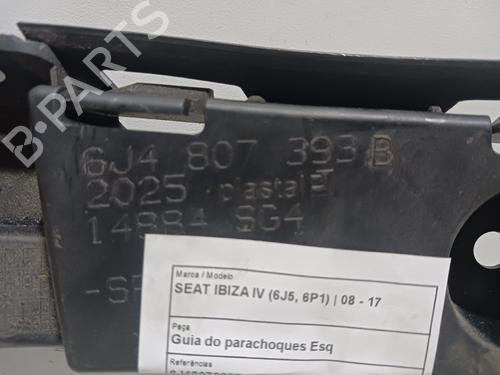 B-PARTS
6J4 807 393 B
2025 plastal
14884 SG4
Marca / Modelo
SEAT IBIZA IV (6J5, 6P1) | 08 - 17
Peça
Guia do parachoques Esq
Referências